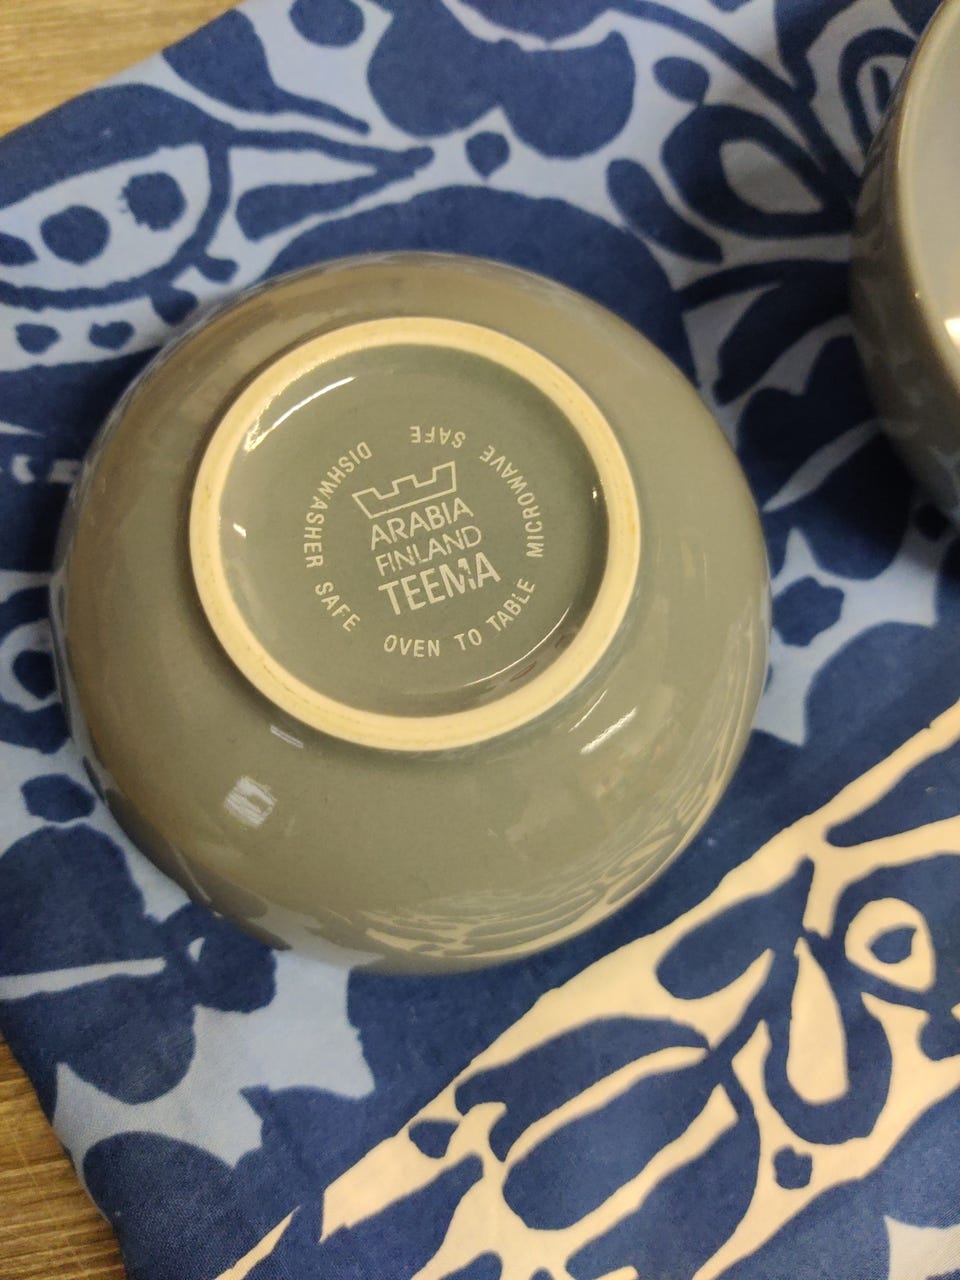 ARABIA
FINLAND
TEEMA
DISHWASHER SAFE
OVEN TO TABLE
MICROWAVE SAFE